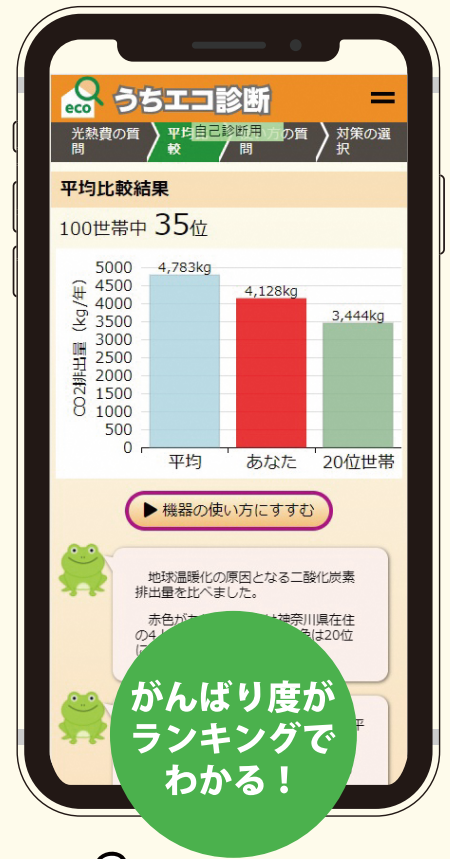 eco
うちエコ診断
光熱費の質
問
平均
較
自己診断用
方の質
問
対策の選
択
平均比較結果
100世帯中 35位
CO2排出量 (kg/年)
5000
4500
4000
3500
3000
2500
2000
1500
1000
500
0
4,783kg
4,128kg
3,444kg
平均
あなた
20位世帯
▶ 機器の使い方にすすむ
地球温暖化の原因となる二酸化炭素
排出量を比べました。
赤色が
神奈川県在住
の4
は20位
がんばり度が
ランキングで
わかる！